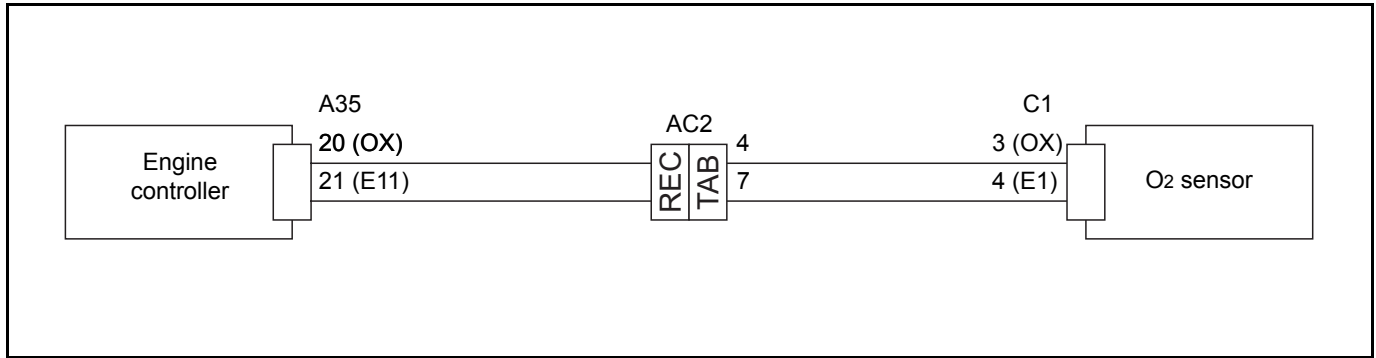 A35
C1
AC2
Engine
controller
20 (OX)
21 (E11)
REC
TAB
4
7
3 (OX)
4 (E1)
O2 sensor